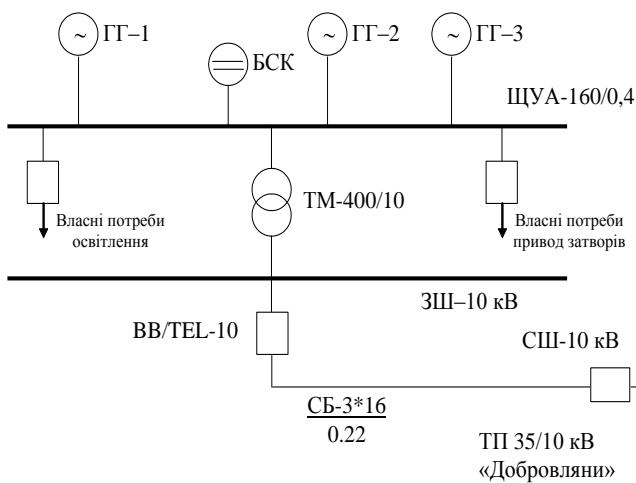 ~ ГГ–1
БСК
~ ГГ–2
~ ГГ–3
ЩУА-160/0,4
Власні потреби
освітлення
ТМ-400/10
Власні потреби
привод затворів
ЗШ–10 кВ
ВВ/TEL-10
СШ-10 кВ
СБ-3*16
0.22
ТП 35/10 кВ
«Добровляни»